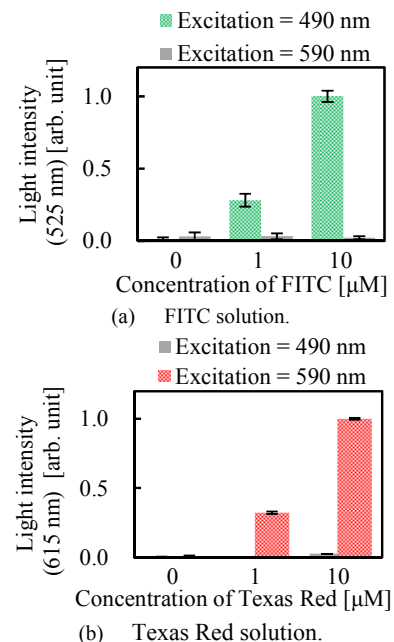 Excitation = 490 nm
Excitation = 590 nm
Light intensity
(525 nm) [arb. unit]
1.0
0.5
0.0
0 1 10
Concentration of FITC [μM]
(a) FITC solution.
Excitation = 490 nm
Excitation = 590 nm
Light intensity
(615 nm) [arb. unit]
1.0
0.5
0.0
0 1 10
Concentration of Texas Red [μM]
(b) Texas Red solution.